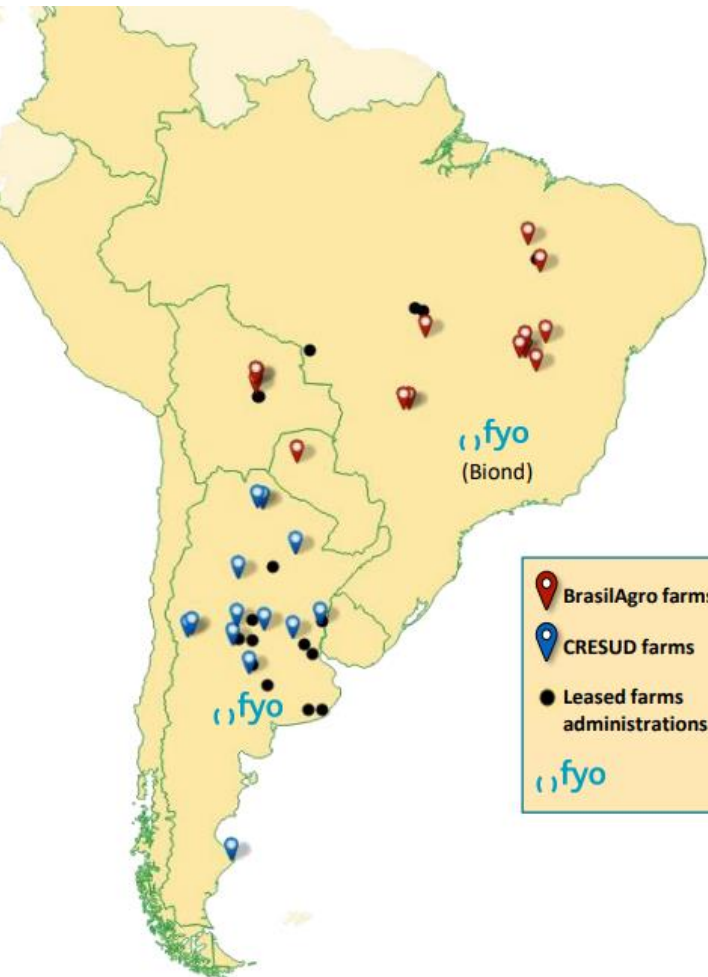 fyo
(Biond)
BrasilAgro farms
CRESUD farms
Leased farms
administrations
fyo
fyo